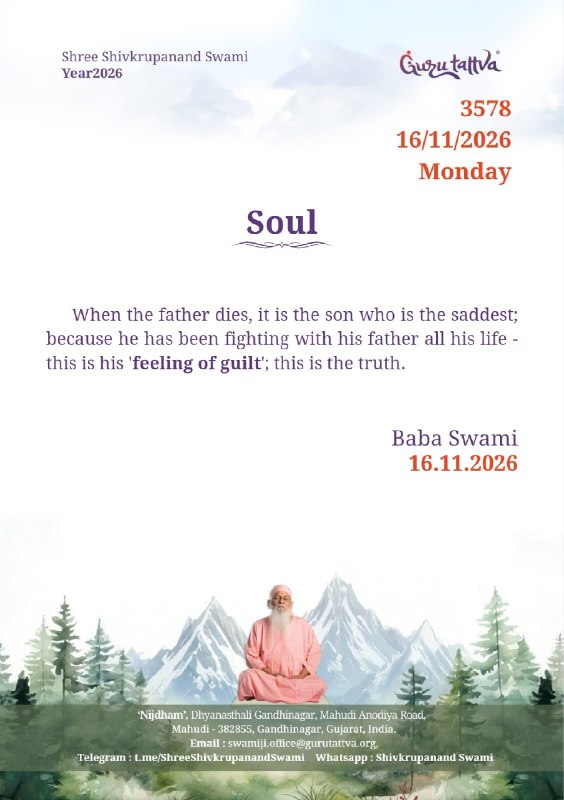 Shree Shivkrupanand Swami
Year2026
Gurutattva®
3578
16/11/2026
Monday
Soul
When the father dies, it is the son who is the saddest;
because he has been fighting with his father all his life -
this is his 'feeling of guilt'; this is the truth.
Baba Swami
16.11.2026
'Nijdham', Dhyanasthali Gandhinagar, Mahudi Anodiya Road,
Mahudi - 382855, Gandhinagar, Gujarat, India.
Email : swamiji.office@gurutattva.org,
Telegram : t.me/ShreeShivkrupanandSwami Whatsapp : Shivkrupanand Swami